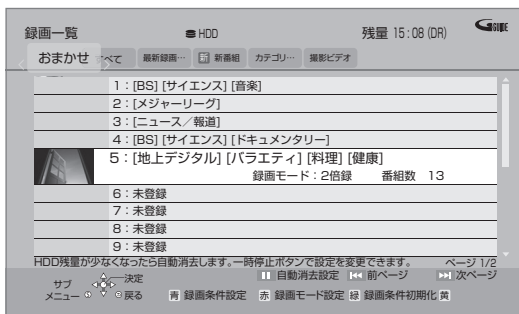 録画一覧 HDD 残量 15:08 (DR) G GUIDE
おまかせ べて 最新録画… 新 新番組 カテゴリ… 撮影ビデオ
1:[BS] [サイエンス] [音楽]
2:[メジャーリーグ]
3:[ニュース/報道]
4:[BS] [サイエンス] [ドキュメンタリー]
5:[地上デジタル] [バラエティ] [料理] [健康]
録画モード:2倍録 番組数 13
6:未登録
7:未登録
8:未登録
9:未登録
HDD残量が少なくなったら自動消去します。一時停止ボタンで設定を変更できます。 ページ 1/2
サブメニュー 決定 戻る 自動消去設定 前ページ 次ページ
青 録画条件設定 赤 録画モード設定 緑 録画条件初期化 黄